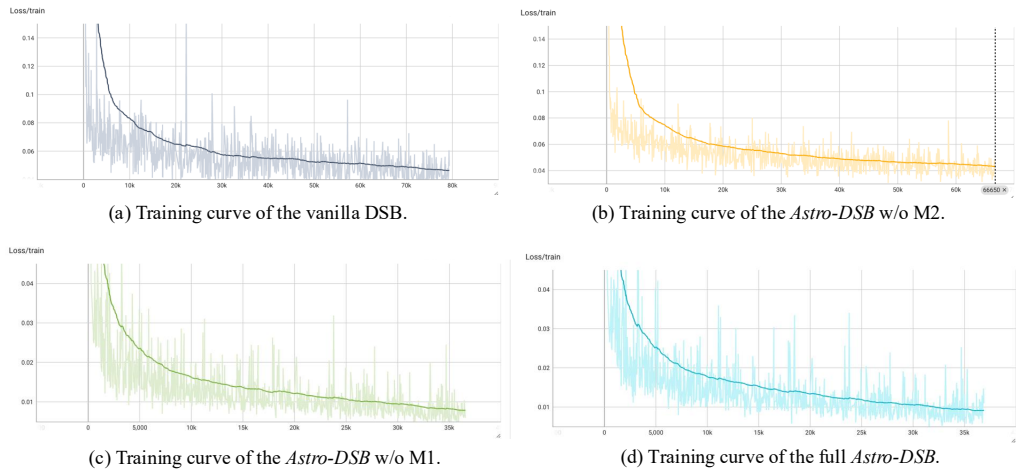 Loss/train
0.14
0.12
0.1
0.08
0.06
0 10k 20k 30k 40k 50k 60k 70k 80k
(a) Training curve of the vanilla DSB.
Loss/train
0.14
0.12
0.1
0.08
0.06
0.04
0 10k 20k 30k 40k 50k 60k 66650 ×
(b) Training curve of the Astro-DSB w/o M2.
Loss/train
0.04
0.03
0.02
0.01
0 5,000 10k 15k 20k 25k 30k 35k
(c) Training curve of the Astro-DSB w/o M1.
Loss/train
0.04
0.03
0.02
0.01
0 5,000 10k 15k 20k 25k 30k 35k
(d) Training curve of the full Astro-DSB.